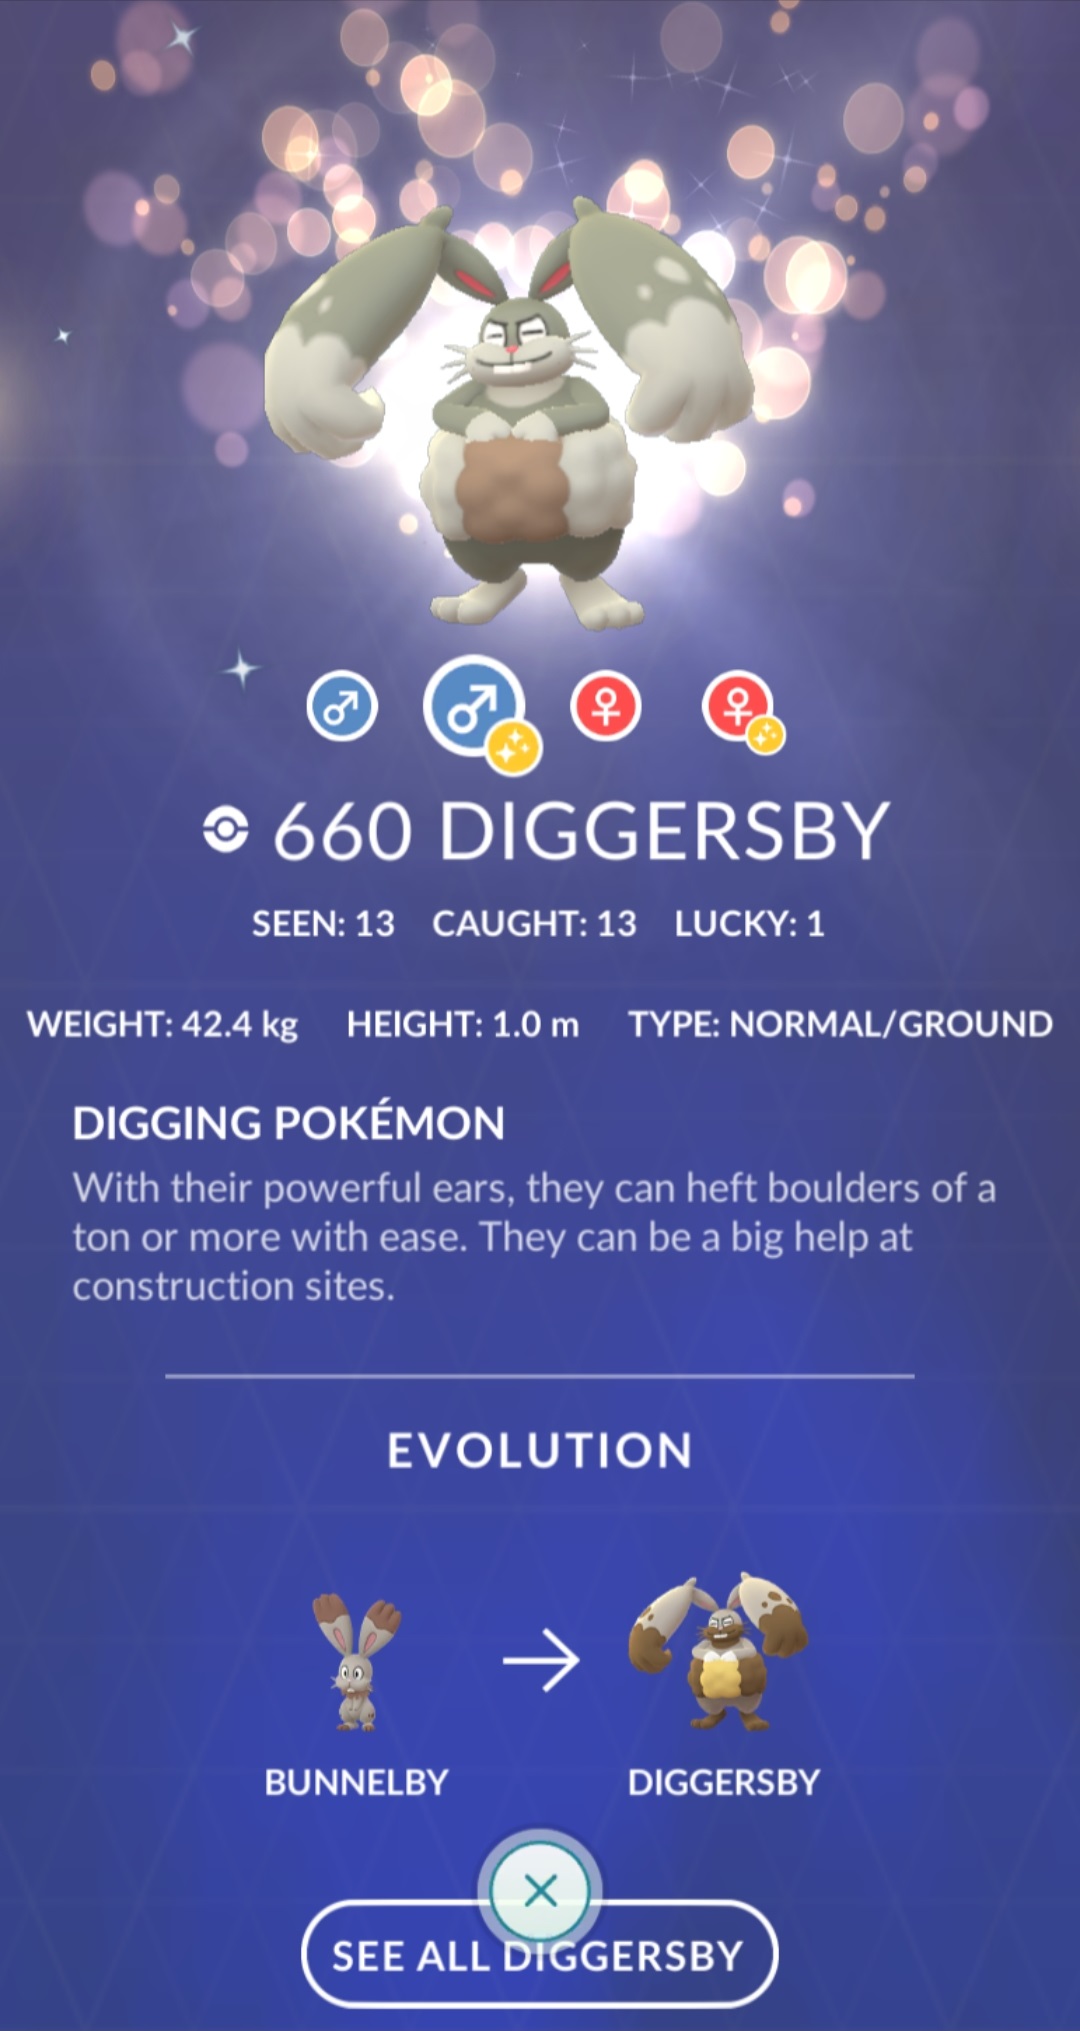 660 DIGGERSBY
SEEN: 13 CAUGHT: 13 LUCKY: 1
WEIGHT: 42.4 kg HEIGHT: 1.0 m TYPE: NORMAL/GROUND
DIGGING POKÉMON
With their powerful ears, they can heft boulders of a
ton or more with ease. They can be a big help at
construction sites.
EVOLUTION
BUNNELBY DIGGERSBY
SEE ALL DIGGERSBY